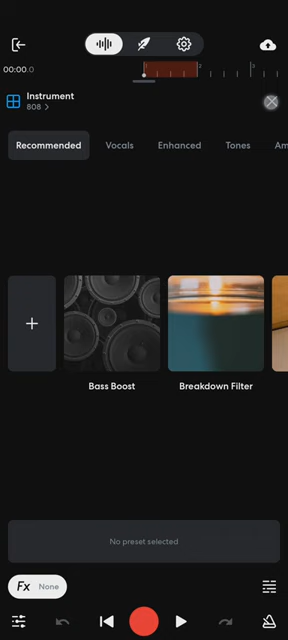 00:00.0
1
2
3
Instrument
808 >
Recommended
Vocals
Enhanced
Tones
Am
+
Bass Boost
Breakdown Filter
No preset selected
Fx None